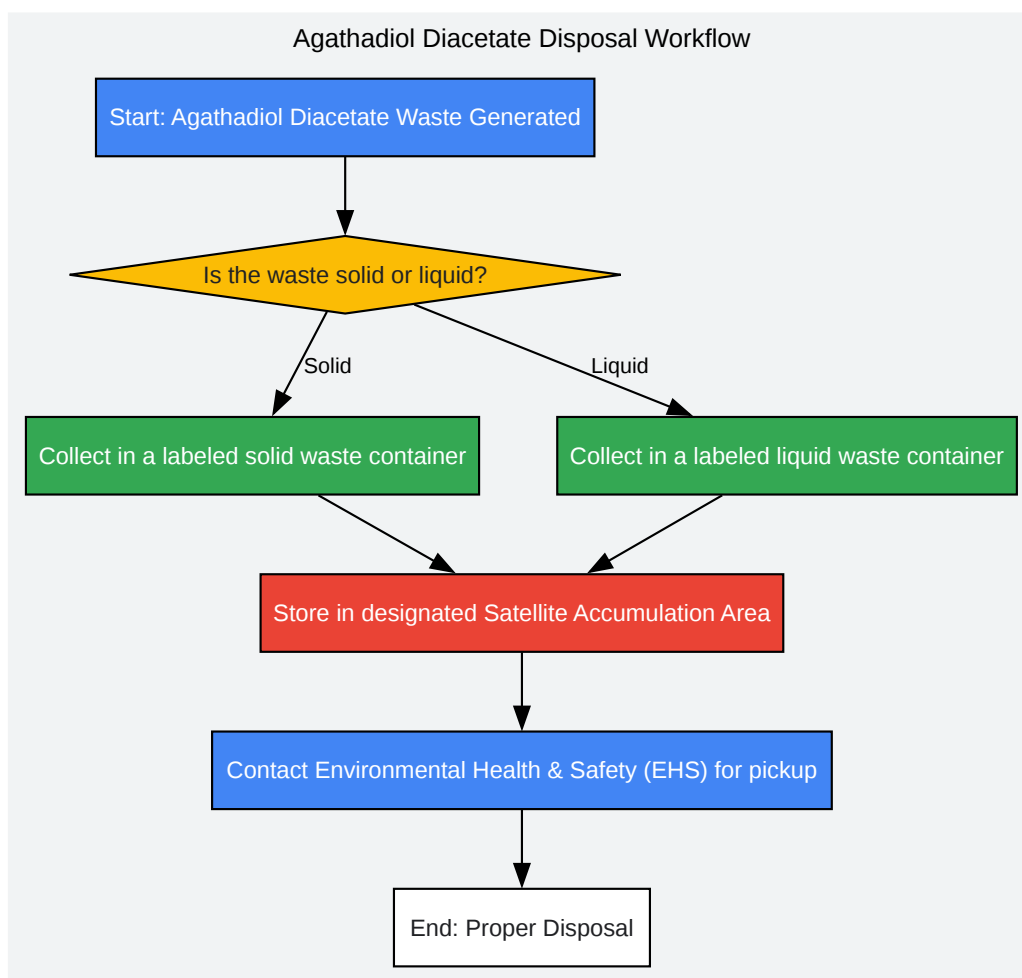 Agathadiol Diacetate Disposal Workflow
Start: Agathadiol Diacetate Waste Generated
Is the waste solid or liquid?
Solid
Liquid
Collect in a labeled solid waste container
Collect in a labeled liquid waste container
Store in designated Satellite Accumulation Area
Contact Environmental Health & Safety (EHS) for pickup
End: Proper Disposal